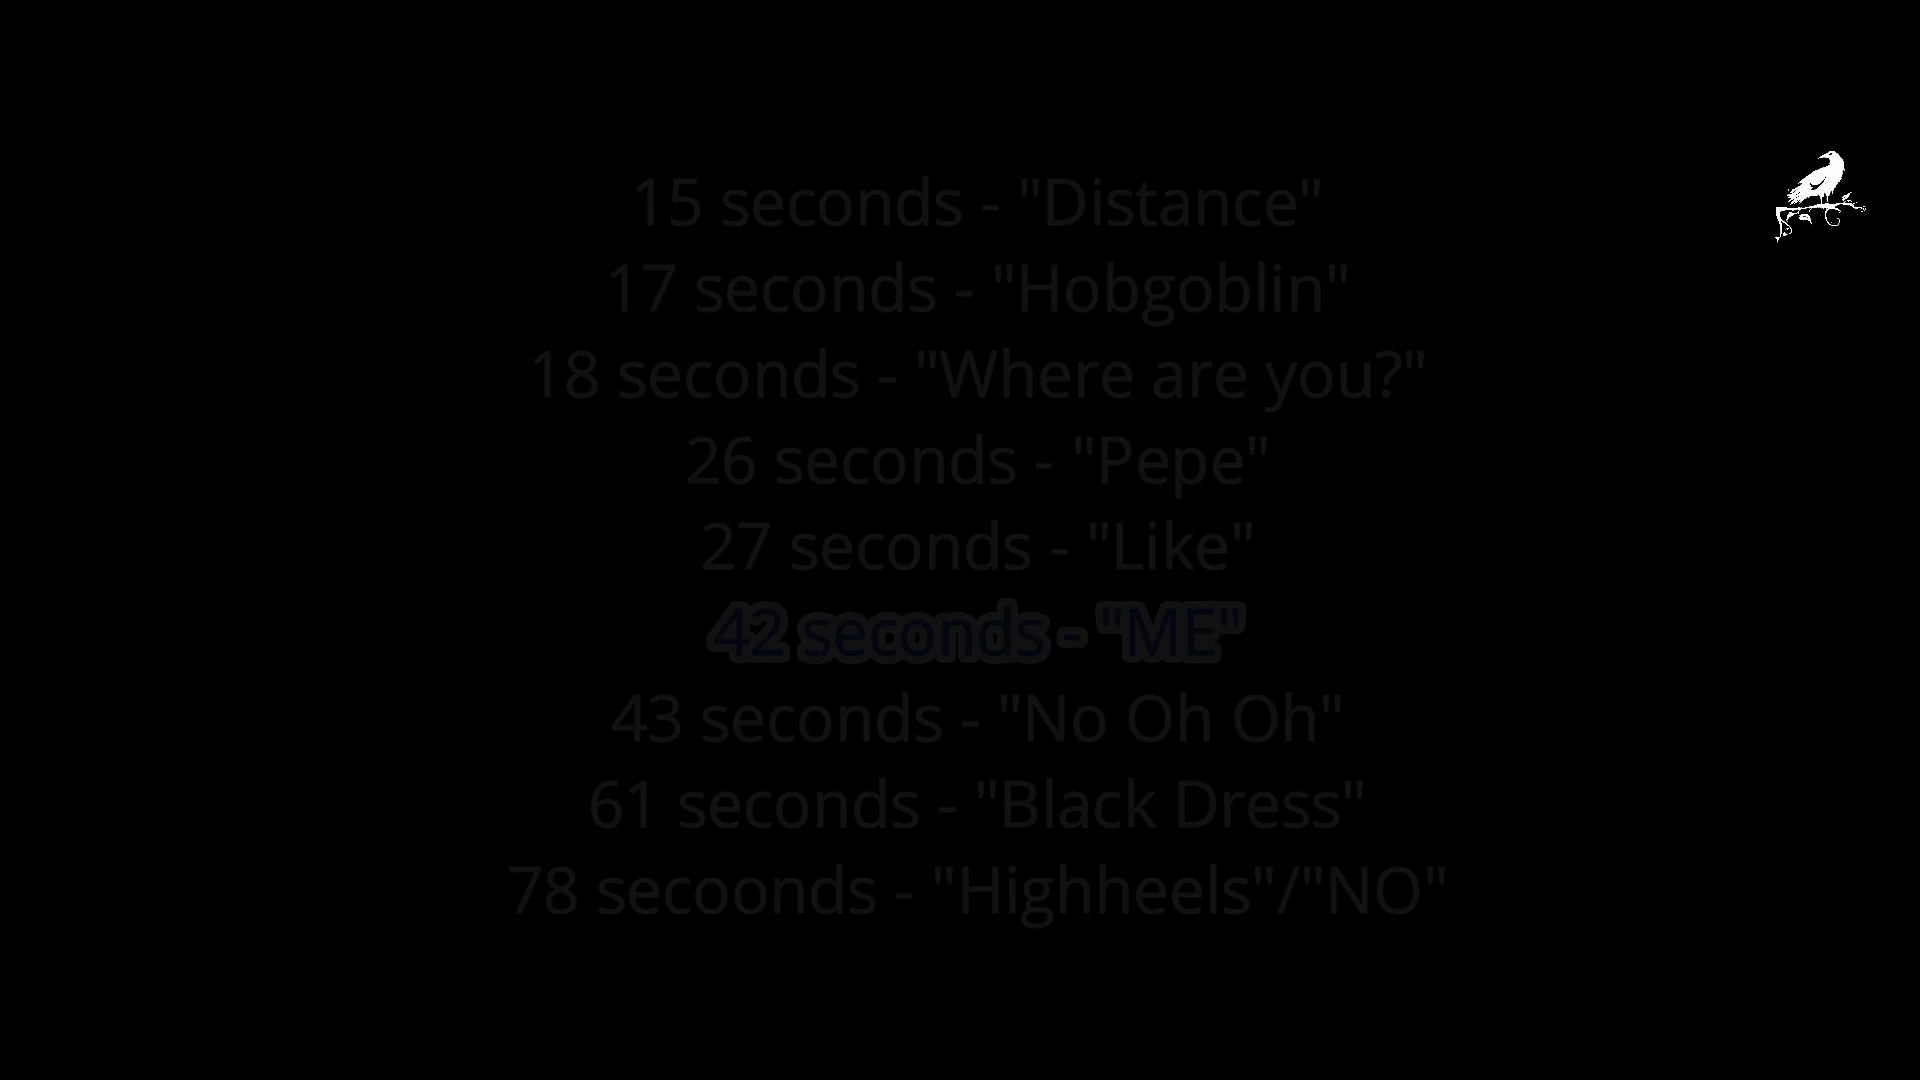 15 seconds - "Distance"
17 seconds - "Hobgoblin"
18 seconds - "Where are you?"
26 seconds - "Pepe"
27 seconds - "Like"
42 seconds - "ME"
43 seconds - "No Oh Oh"
61 seconds - "Black Dress"
78 secoonds - "Highheels"/"NO"